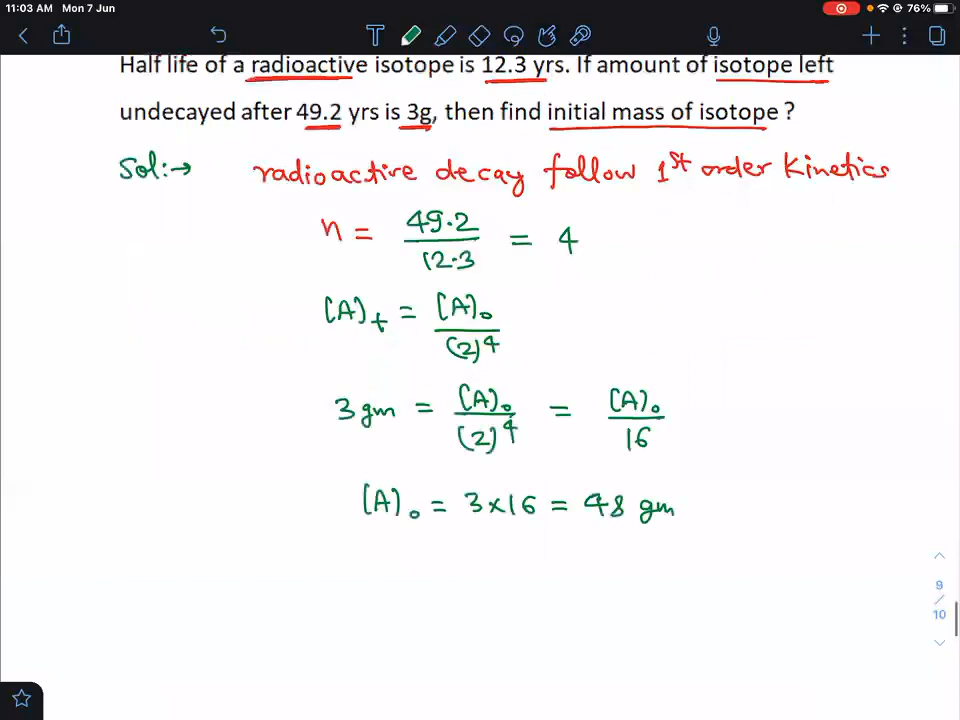 11:03 AM Mon 7 Jun
76%
Half life of a radioactive isotope is 12.3 yrs. If amount of isotope left
undecayed after 49.2 yrs is 3g, then find initial mass of isotope ?
Sol:→ radioactive decay follow 1st order Kinetics
n = 49.2 / 12.3 = 4
[A]t = [A]₀ / (2)⁴
3 gm = [A]₀ / (2)⁴ = [A]₀ / 16
[A]₀ = 3×16 = 48 gm
9 / 10